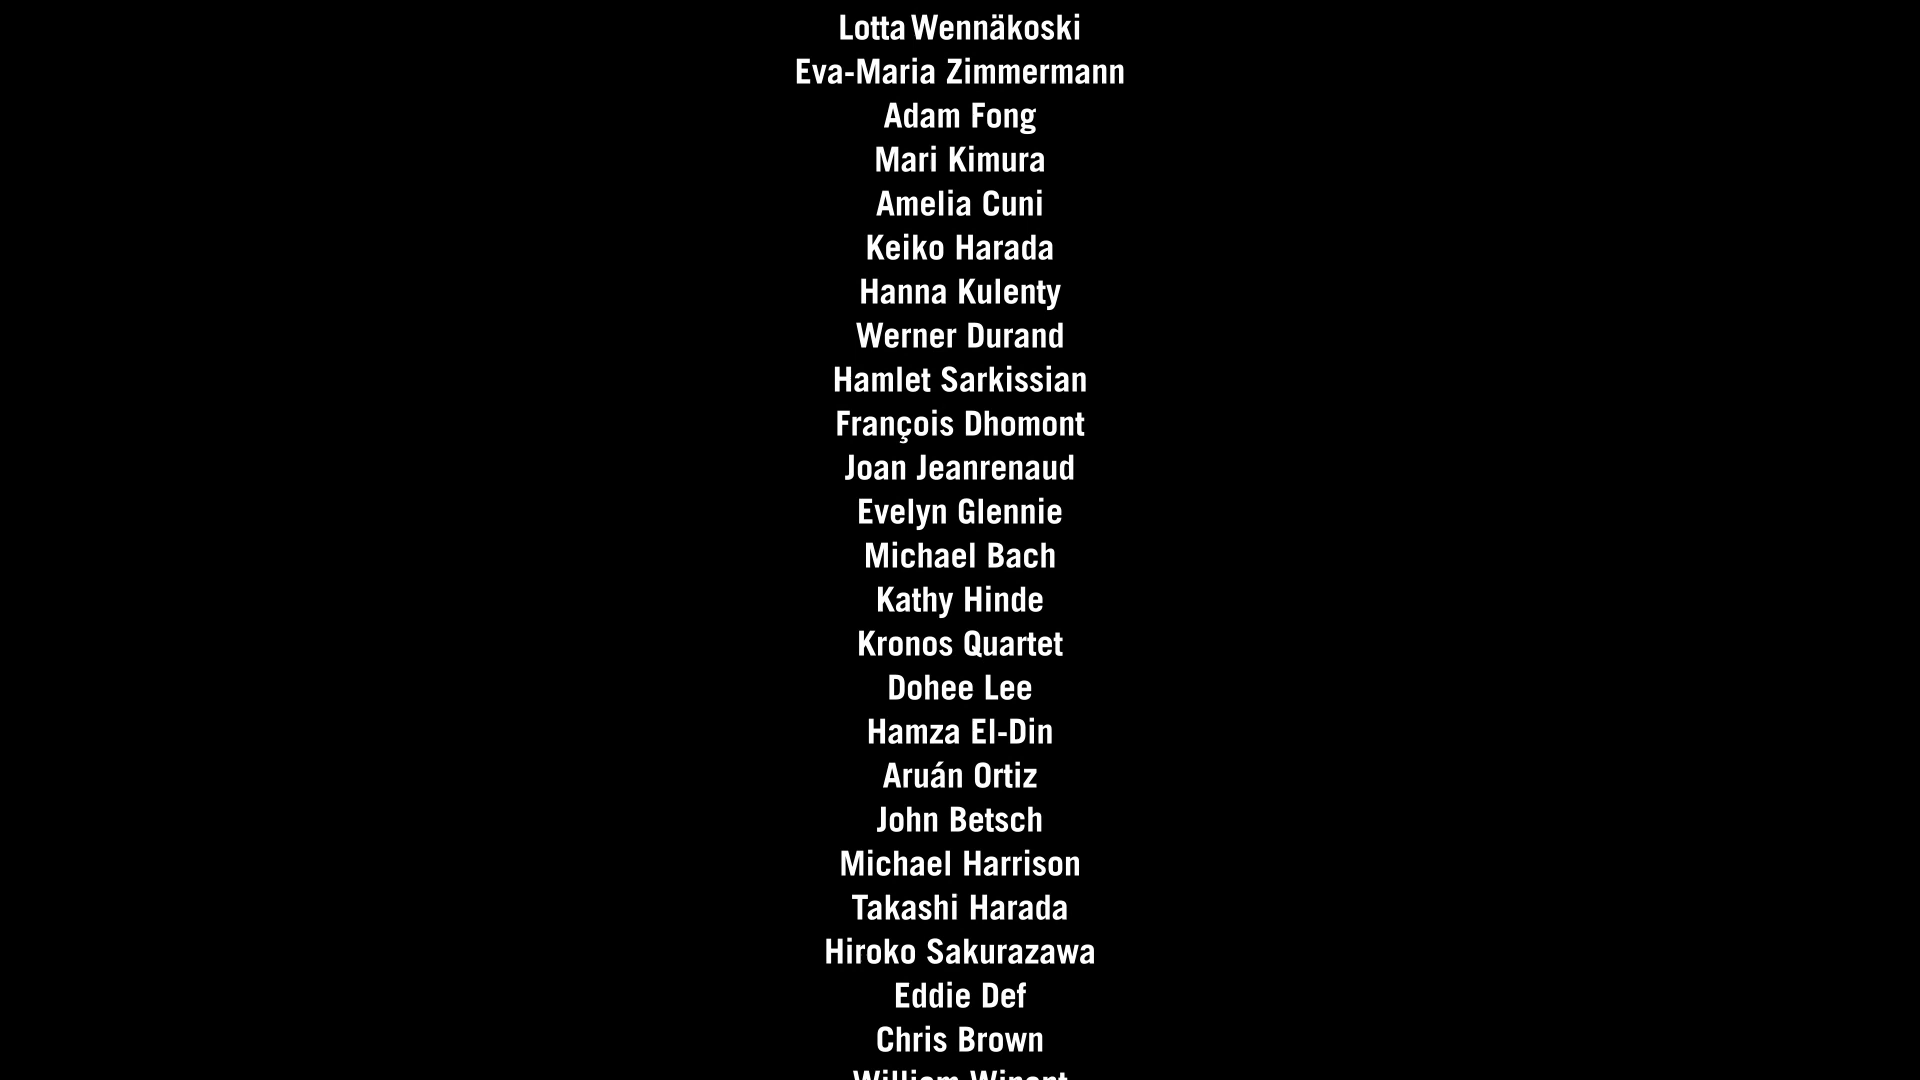 Lotta Wennäkoski
Eva-Maria Zimmermann
Adam Fong
Mari Kimura
Amelia Cuni
Keiko Harada
Hanna Kulenty
Werner Durand
Hamlet Sarkissian
François Dhomont
Joan Jeanrenaud
Evelyn Glennie
Michael Bach
Kathy Hinde
Kronos Quartet
Dohee Lee
Hamza El-Din
Aruán Ortiz
John Betsch
Michael Harrison
Takashi Harada
Hiroko Sakurazawa
Eddie Def
Chris Brown
William Winant